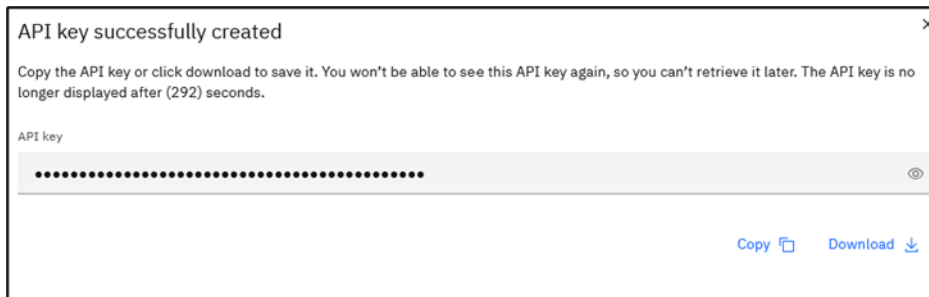 API key successfully created
Copy the API key or click download to save it. You won't be able to see this API key again, so you can't retrieve it later. The API key is no
longer displayed after (292) seconds.
API key
••••••••••••••••••••••••••••••••••••••••••••
Copy
Download